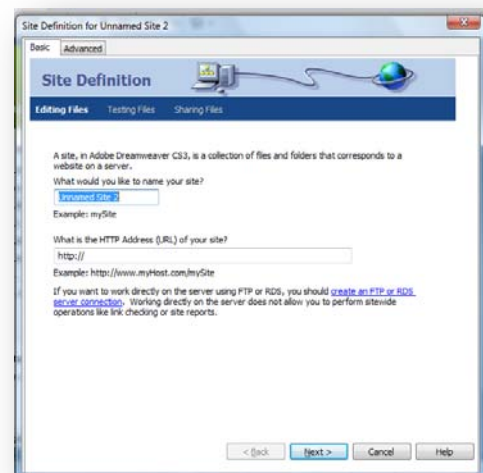 Site Definition for Unnamed Site 2
Basic Advanced
Site Definition
Editing Files Testing Files Sharing Files
A site, in Adobe Dreamweaver CS3, is a collection of files and folders that corresponds to a
website on a server.
What would you like to name your site?
Unnamed Site 2
Example: mySite
What is the HTTP Address (URL) of your site?
http://
Example: http://www.myHost.com/mySite
If you want to work directly on the server using FTP or RDS, you should create an FTP or RDS
server connection. Working directly on the server does not allow you to perform sitewide
operations like link checking or site reports.
< Back Next > Cancel Help